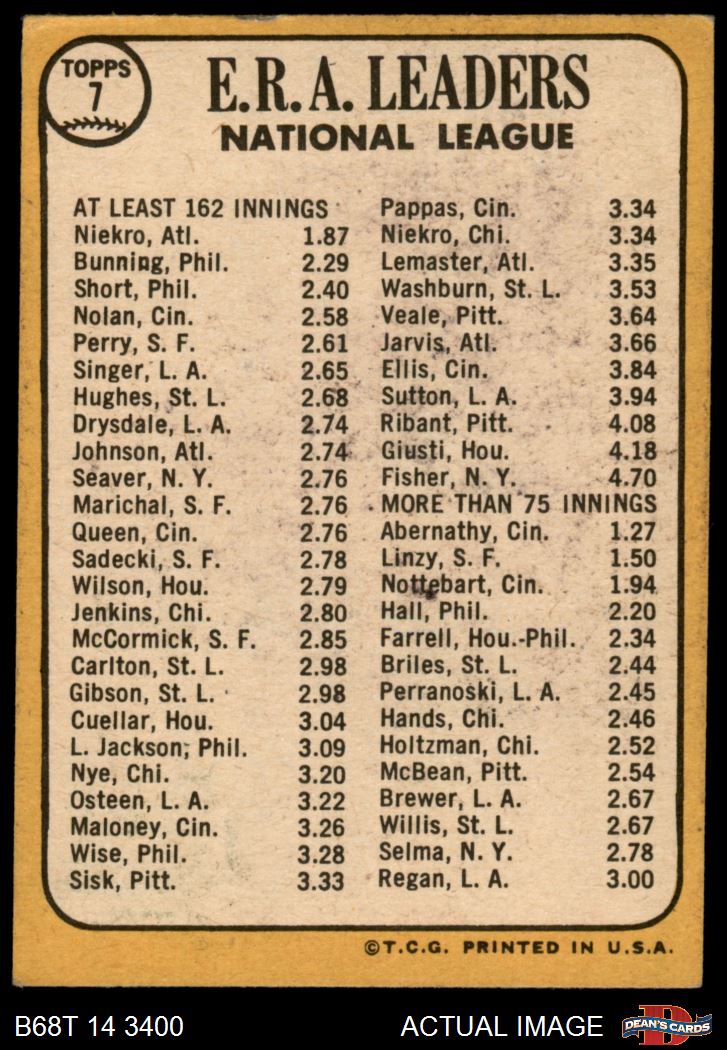 TOPPS
7
E.R.A. LEADERS
NATIONAL LEAGUE
AT LEAST 162 INNINGS
Niekro, Atl. 1.87
Bunning, Phil. 2.29
Short, Phil. 2.40
Nolan, Cin. 2.58
Perry, S. F. 2.61
Singer, L. A. 2.65
Hughes, St. L. 2.68
Drysdale, L. A. 2.74
Johnson, Atl. 2.74
Seaver, N. Y. 2.76
Marichal, S. F. 2.76
Queen, Cin. 2.76
Sadecki, S. F. 2.78
Wilson, Hou. 2.79
Jenkins, Chi. 2.80
McCormick, S. F. 2.85
Carlton, St. L. 2.98
Gibson, St. L. 2.98
Cuellar, Hou. 3.04
L. Jackson, Phil. 3.09
Nye, Chi. 3.20
Osteen, L. A. 3.22
Maloney, Cin. 3.26
Wise, Phil. 3.28
Sisk, Pitt. 3.33
Pappas, Cin. 3.34
Niekro, Chi. 3.34
Lemaster, Atl. 3.35
Washburn, St. L. 3.53
Veale, Pitt. 3.64
Jarvis, Atl. 3.66
Ellis, Cin. 3.84
Sutton, L. A. 3.94
Ribant, Pitt. 4.08
Giusti, Hou. 4.18
Fisher, N. Y. 4.70
MORE THAN 75 INNINGS
Abernathy, Cin. 1.27
Linzy, S. F. 1.50
Nottebart, Cin. 1.94
Hall, Phil. 2.20
Farrell, Hou.-Phil. 2.34
Briles, St. L. 2.44
Perranoski, L. A. 2.45
Hands, Chi. 2.46
Holtzman, Chi. 2.52
McBean, Pitt. 2.54
Brewer, L. A. 2.67
Willis, St. L. 2.67
Selma, N. Y. 2.78
Regan, L. A. 3.00
©T.C.G. PRINTED IN U.S.A.
B68T 14 3400
ACTUAL IMAGE
D
DEAN'S CARDS